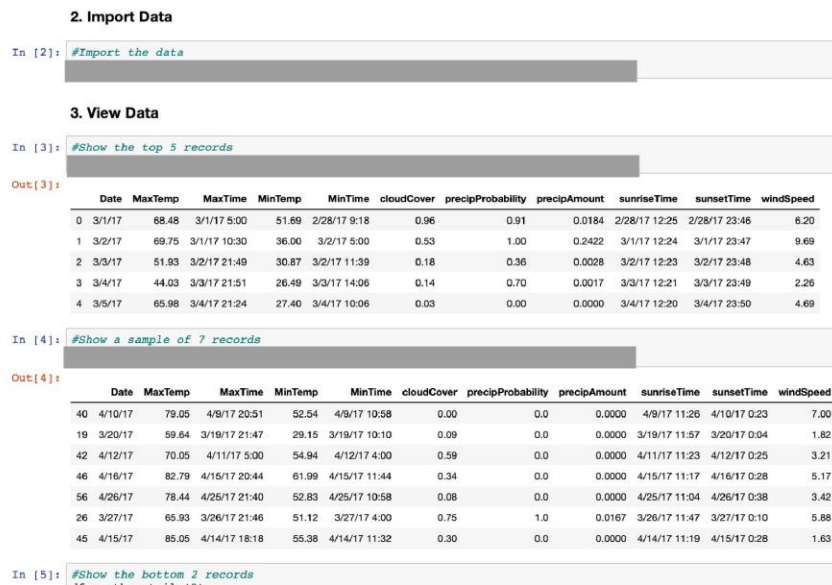 2. Import Data
In [2]: #Import the data
3. View Data
In [3]: #Show the top 5 records
Out[3]:
Date MaxTemp MaxTime MinTemp MinTime cloudCover precipProbability precipAmount sunriseTime sunsetTime windSpeed
0 3/1/17 68.48 3/1/17 5:00 51.69 2/28/17 9:18 0.96 0.91 0.0184 2/28/17 12:25 2/28/17 23:46 6.20
1 3/2/17 69.75 3/1/17 10:30 36.00 3/2/17 5:00 0.53 1.00 0.2422 3/1/17 12:24 3/1/17 23:47 9.69
2 3/3/17 51.93 3/2/17 21:49 30.87 3/2/17 11:39 0.18 0.36 0.0028 3/2/17 12:23 3/2/17 23:48 4.63
3 3/4/17 44.03 3/3/17 21:51 26.49 3/3/17 14:06 0.14 0.70 0.0017 3/3/17 12:21 3/3/17 23:49 2.26
4 3/5/17 65.98 3/4/17 21:24 27.40 3/4/17 10:06 0.03 0.00 0.0000 3/4/17 12:20 3/4/17 23:50 4.69
In [4]: #Show a sample of 7 records
Out[4]:
Date MaxTemp MaxTime MinTemp MinTime cloudCover precipProbability precipAmount sunriseTime sunsetTime windSpeed
40 4/10/17 79.05 4/9/17 20:51 52.54 4/9/17 10:58 0.00 0.0 0.0000 4/9/17 11:26 4/10/17 0:23 7.00
19 3/20/17 59.64 3/19/17 21:47 29.15 3/19/17 10:10 0.09 0.0 0.0000 3/19/17 11:57 3/20/17 0:04 1.82
42 4/12/17 70.05 4/11/17 5:00 54.94 4/12/17 4:00 0.59 0.0 0.0000 4/11/17 11:23 4/12/17 0:25 3.21
46 4/16/17 82.79 4/15/17 20:44 61.99 4/15/17 11:44 0.34 0.0 0.0000 4/15/17 11:17 4/16/17 0:28 5.17
56 4/26/17 78.44 4/25/17 21:40 52.83 4/25/17 10:58 0.08 0.0 0.0000 4/25/17 11:04 4/26/17 0:38 3.42
26 3/27/17 65.93 3/26/17 21:46 51.12 3/27/17 4:00 0.75 1.0 0.0167 3/26/17 11:47 3/27/17 0:10 5.88
45 4/15/17 85.05 4/14/17 18:18 55.38 4/14/17 11:32 0.30 0.0 0.0000 4/14/17 11:19 4/15/17 0:28 1.63
In [5]: #Show the bottom 2 records